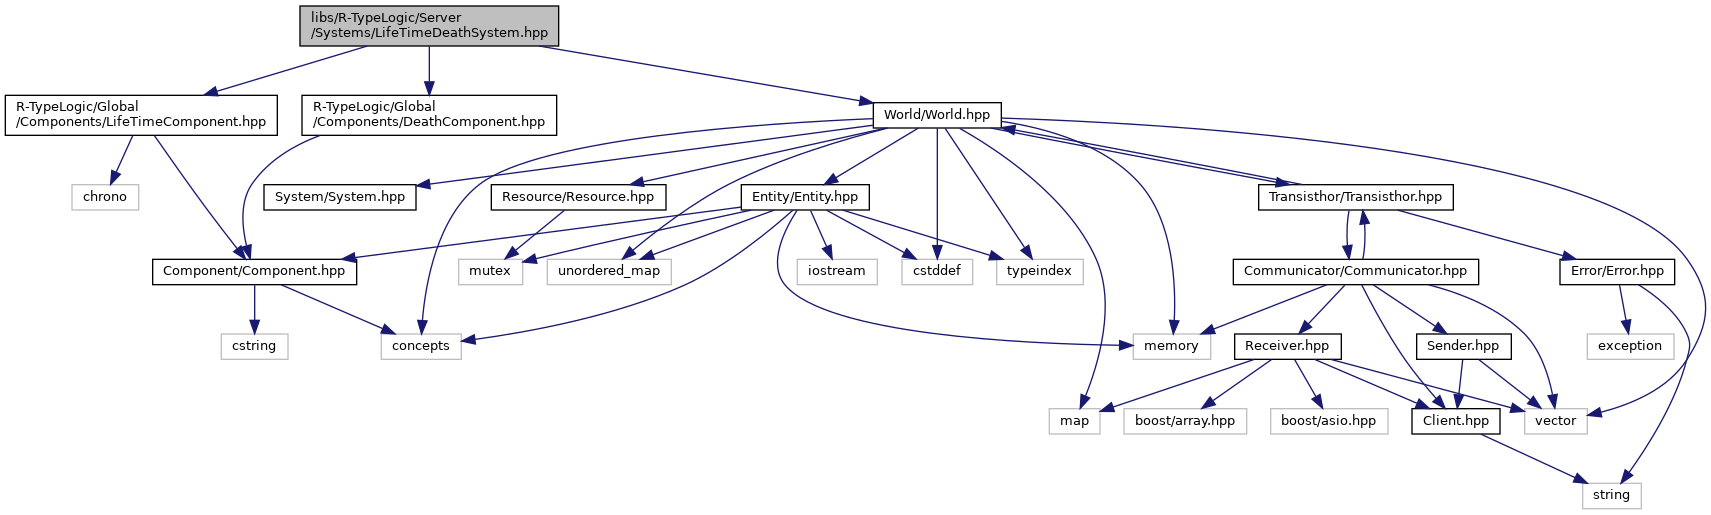 libs/R-TypeLogic/Server
/Systems/LifeTimeDeathSystem.hpp
R-TypeLogic/Global
/Components/LifeTimeComponent.hpp
R-TypeLogic/Global
/Components/DeathComponent.hpp
World/World.hpp
chrono
System/System.hpp
Resource/Resource.hpp
Entity/Entity.hpp
Transisthor/Transisthor.hpp
Component/Component.hpp
mutex
unordered_map
iostream
cstddef
typeindex
Communicator/Communicator.hpp
Error/Error.hpp
cstring
concepts
memory
Receiver.hpp
Sender.hpp
exception
map
boost/array.hpp
boost/asio.hpp
Client.hpp
vector
string